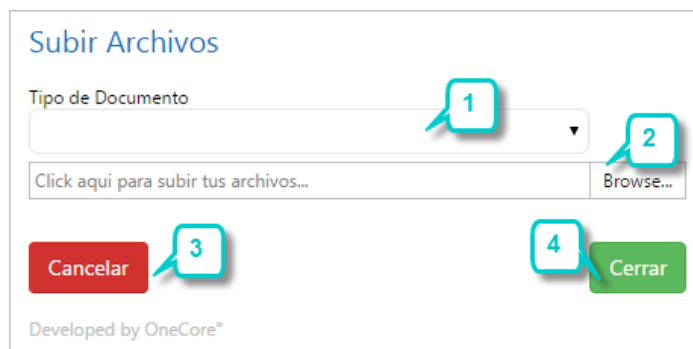 Subir Archivos
Tipo de Documento
1
2
Click aqui para subir tus archivos... Browse...
3
4
Cancelar
Cerrar
Developed by OneCore°